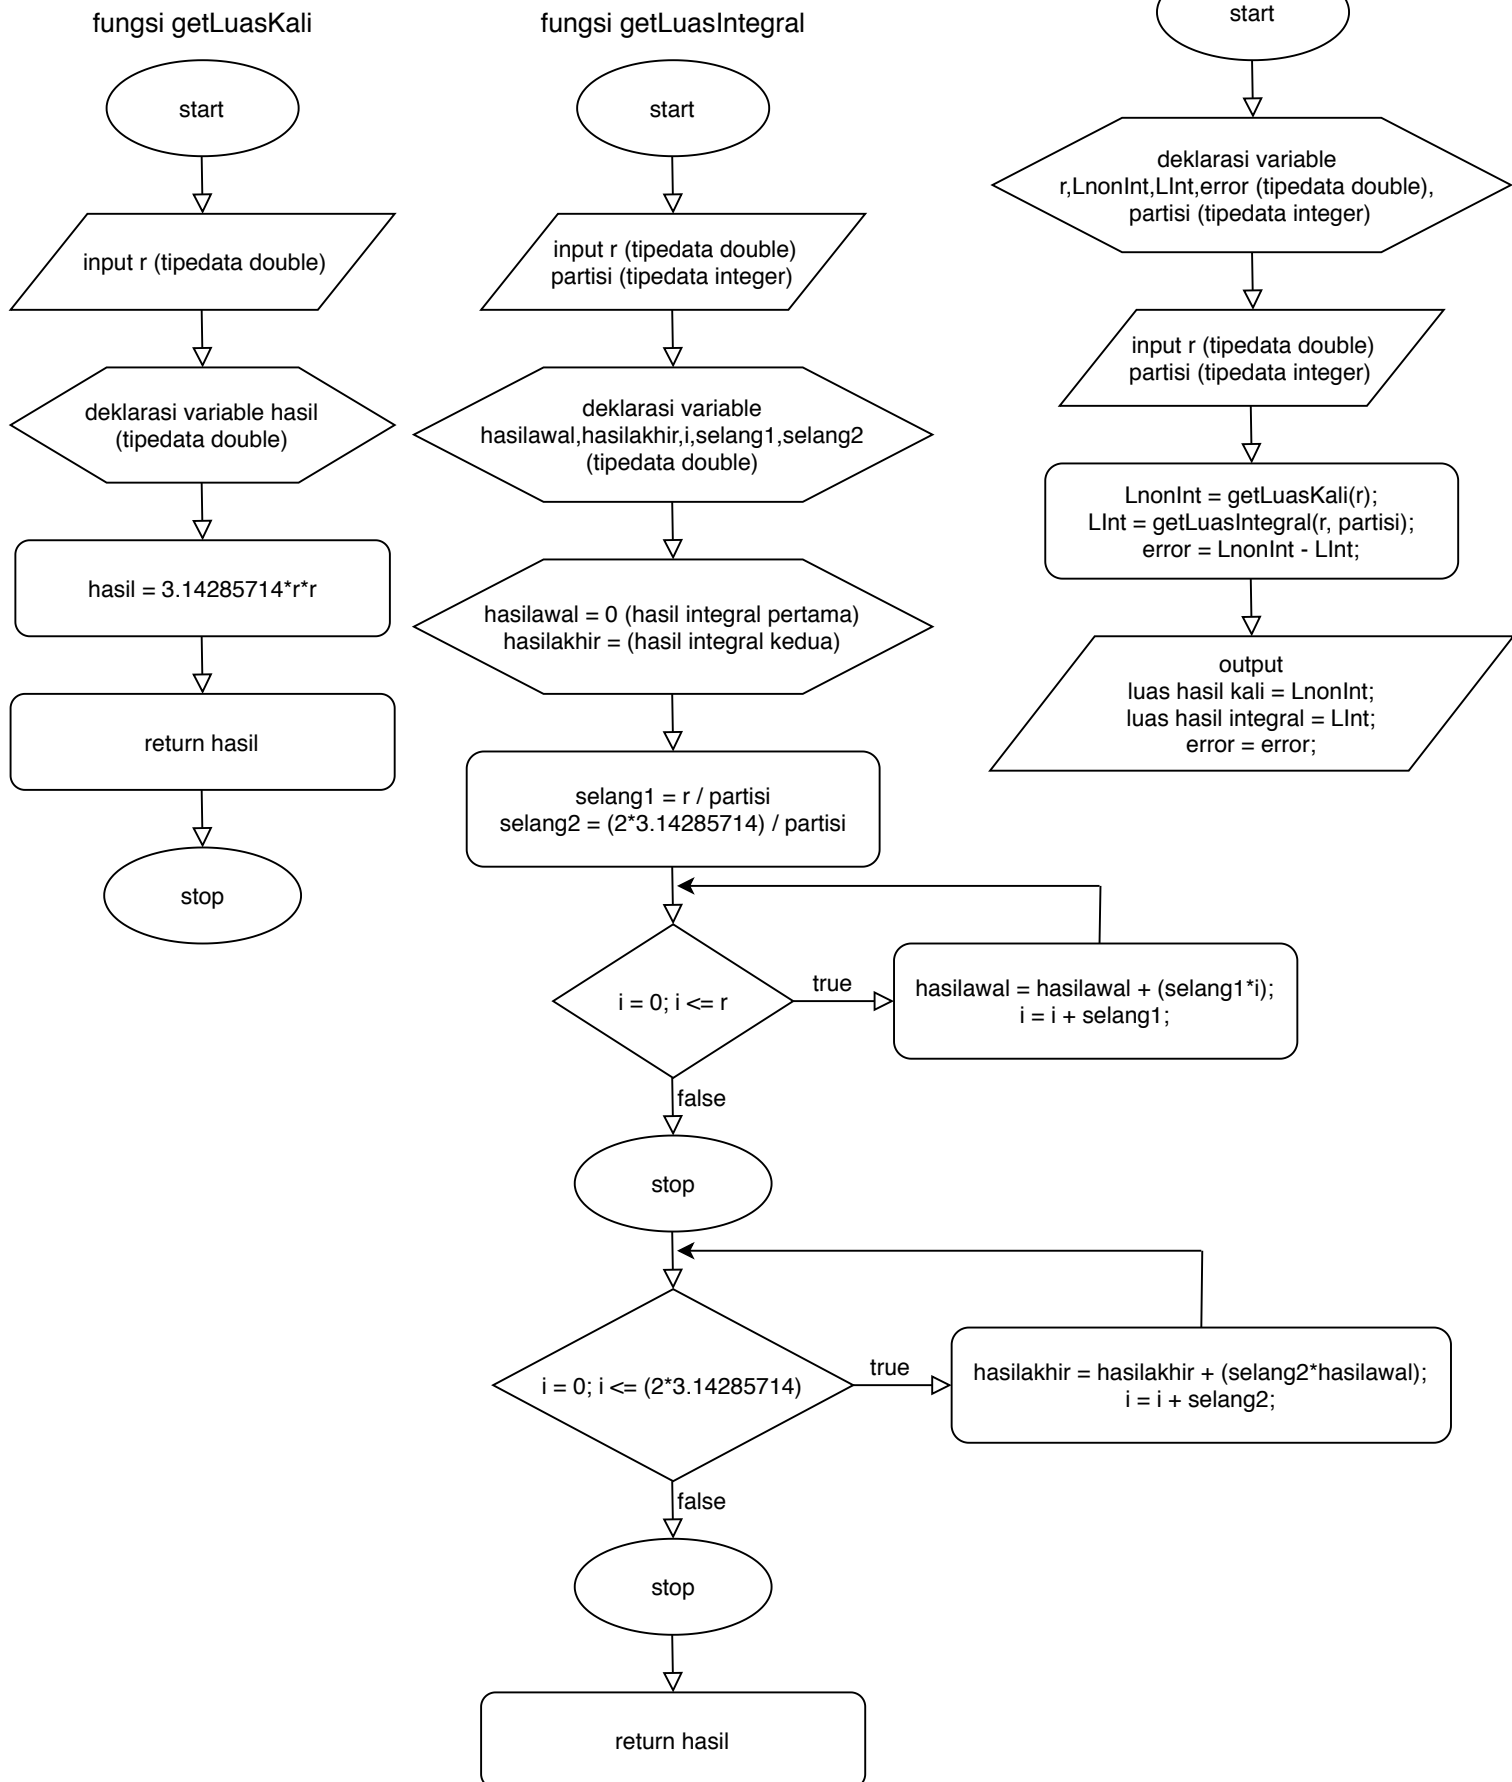 fungsi getLuasKali
start
input r (tipedata double)
deklarasi variable hasil
(tipedata double)
hasil = 3.14285714*r*r
return hasil
stop
fungsi getLuasIntegral
start
input r (tipedata double)
partisi (tipedata integer)
deklarasi variable
hasilawal,hasilakhir,i,selang1,selang2
(tipedata double)
hasilawal = 0 (hasil integral pertama)
hasilakhir = (hasil integral kedua)
selang1 = r / partisi
selang2 = (2*3.14285714) / partisi
i = 0; i <= r
true
hasilawal = hasilawal + (selang1*i);
i = i + selang1;
false
stop
i = 0; i <= (2*3.14285714)
true
hasilakhir = hasilakhir + (selang2*hasilawal);
i = i + selang2;
false
stop
return hasil
start
deklarasi variable
r,LnonInt,LInt,error (tipedata double),
partisi (tipedata integer)
input r (tipedata double)
partisi (tipedata integer)
LnonInt = getLuasKali(r);
LInt = getLuasIntegral(r, partisi);
error = LnonInt - LInt;
output
luas hasil kali = LnonInt;
luas hasil integral = LInt;
error = error;